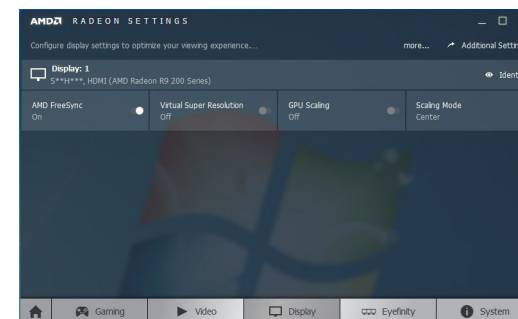 AMD RADEON SETTINGS
Configure display settings to optimize your viewing experience....
more...
Additional Settin
Display: 1
S**H***, HDMI (AMD Radeon R9 200 Series)
Ident
AMD FreeSync
On
Virtual Super Resolution
Off
GPU Scaling
Off
Scaling Mode
Center
Gaming
Video
Display
Eyefinity
System